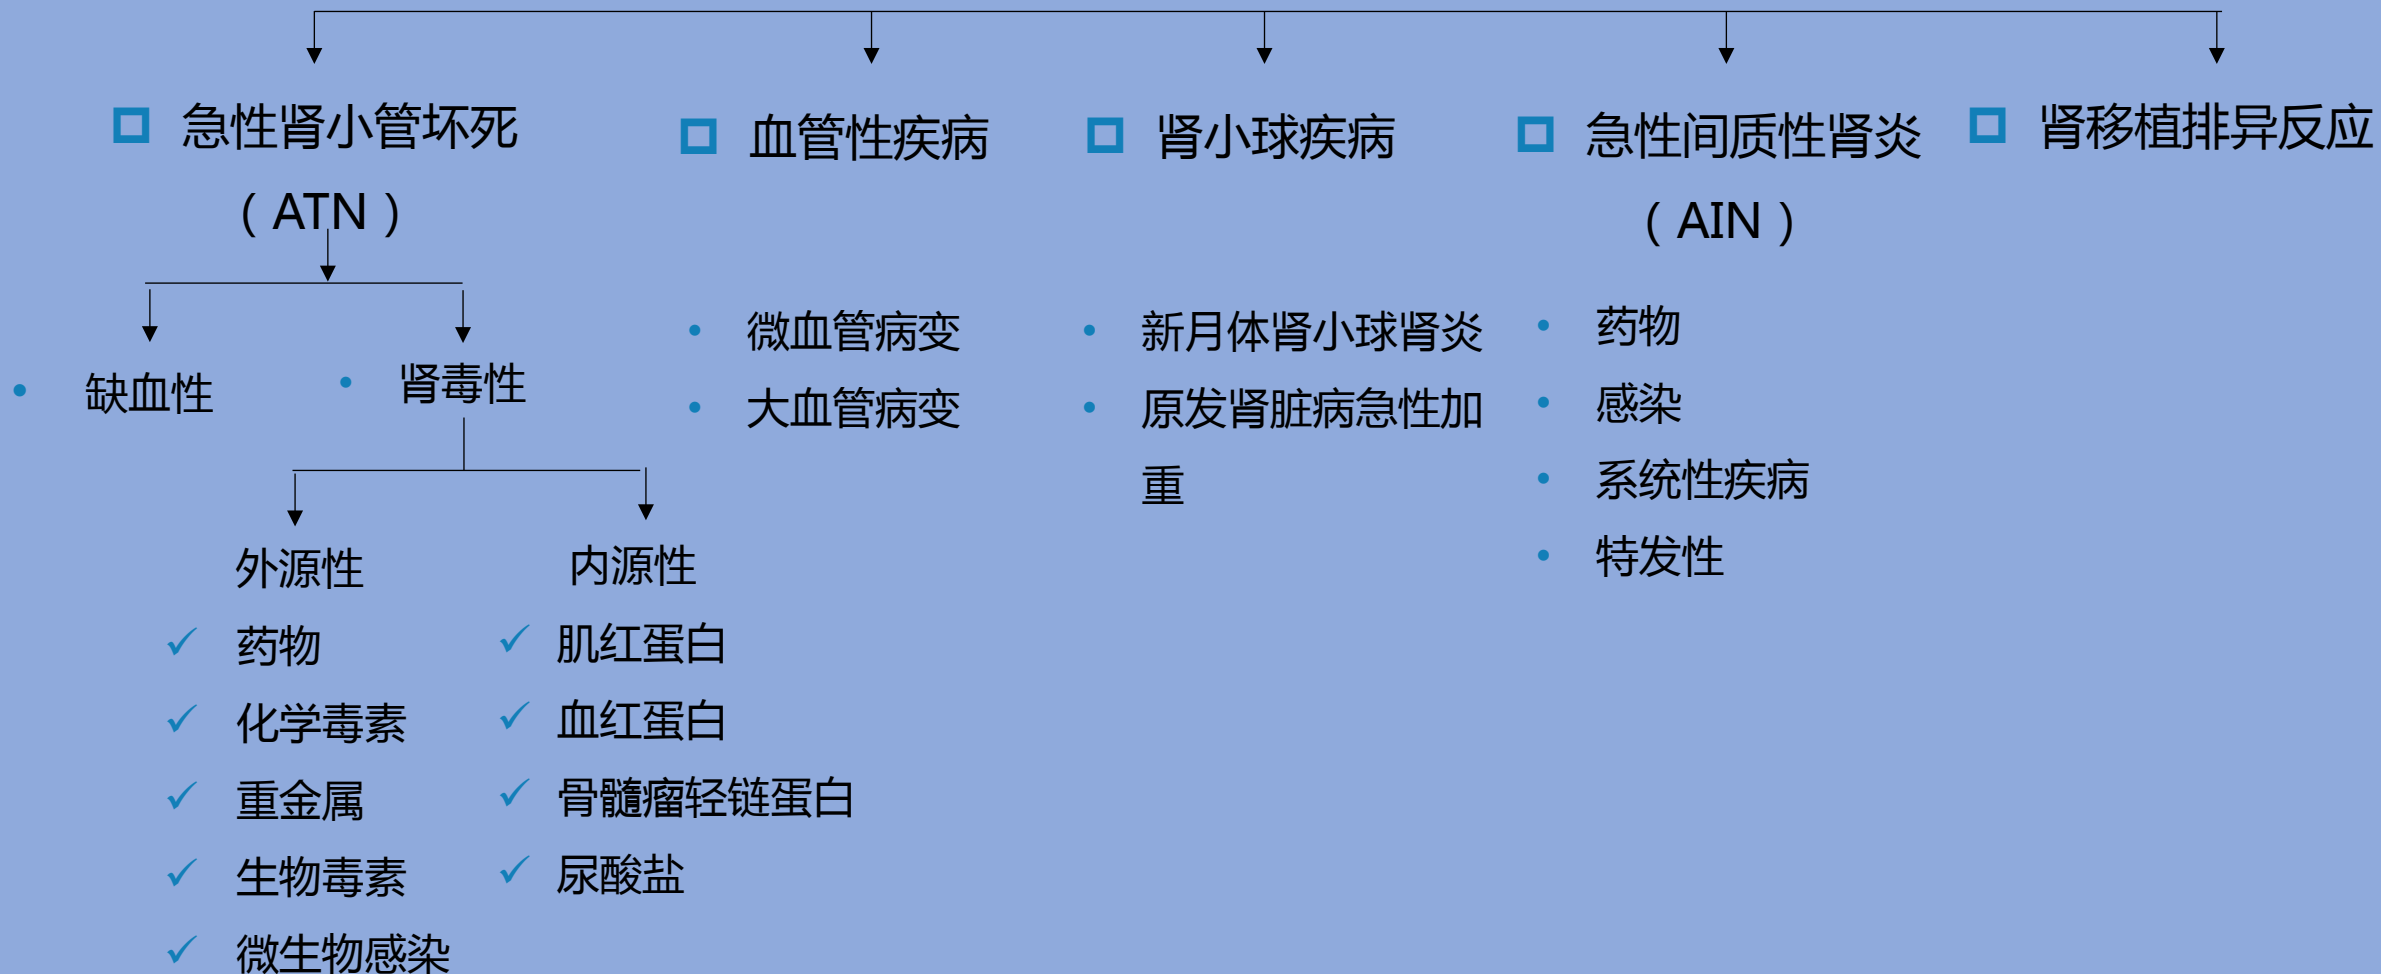 急性肾小管坏死
（ATN）
血管性疾病
肾小球疾病
急性间质性肾炎
（AIN）
肾移植排异反应
缺血性
肾毒性
外源性
药物
化学毒素
重金属
生物毒素
微生物感染
内源性
肌红蛋白
血红蛋白
骨髓瘤轻链蛋白
尿酸盐
微血管病变
大血管病变
新月体肾小球肾炎
原发肾脏病急性加
重
药物
感染
系统性疾病
特发性